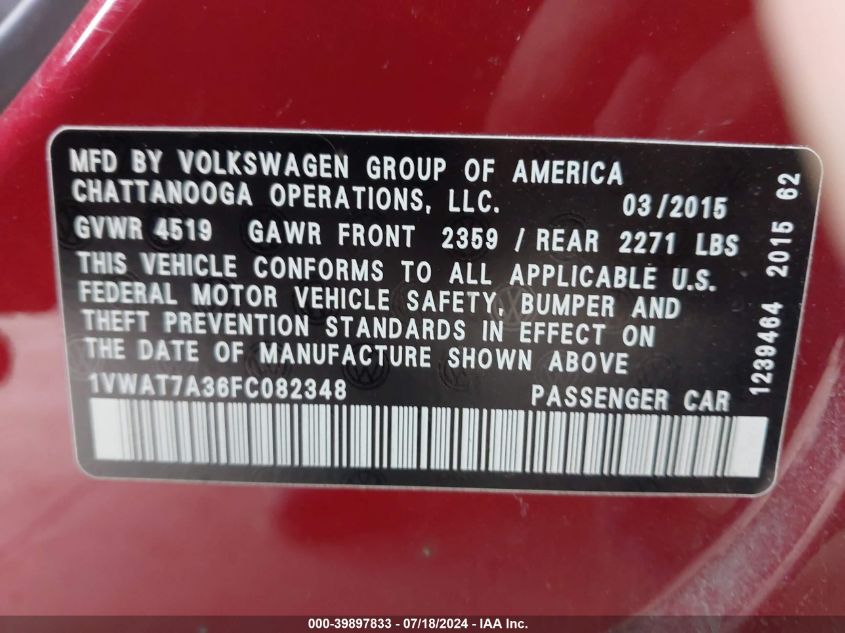 MFD BY VOLKSWAGEN GROUP OF AMERICA
CHATTANOOGA OPERATIONS, LLC. 03/2015
GVWR 4519 GAWR FRONT 2359 / REAR 2271 LBS
THIS VEHICLE CONFORMS TO ALL APPLICABLE U.S.
FEDERAL MOTOR VEHICLE SAFETY, BUMPER AND
THEFT PREVENTION STANDARDS IN EFFECT ON
THE DATE OF MANUFACTURE SHOWN ABOVE
1VWAT7A36FC082348 PASSENGER CAR
1239464 2015 62
000-39897833 - 07/18/2024 - IAA Inc.